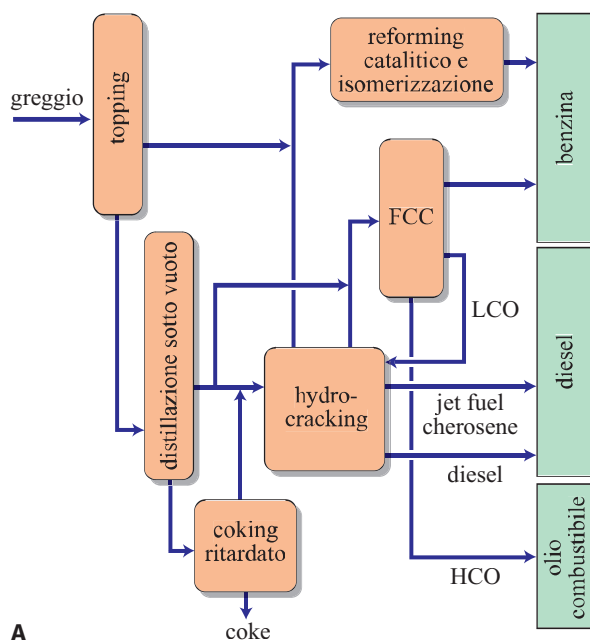 reforming
catalitico e
isomerizzazione
greggio
topping
benzina
FCC
distillazione sotto vuoto
LCO
hydro-
cracking
diesel
jet fuel
cherosene
diesel
coking
ritardato
olio
combustibile
HCO
A
coke